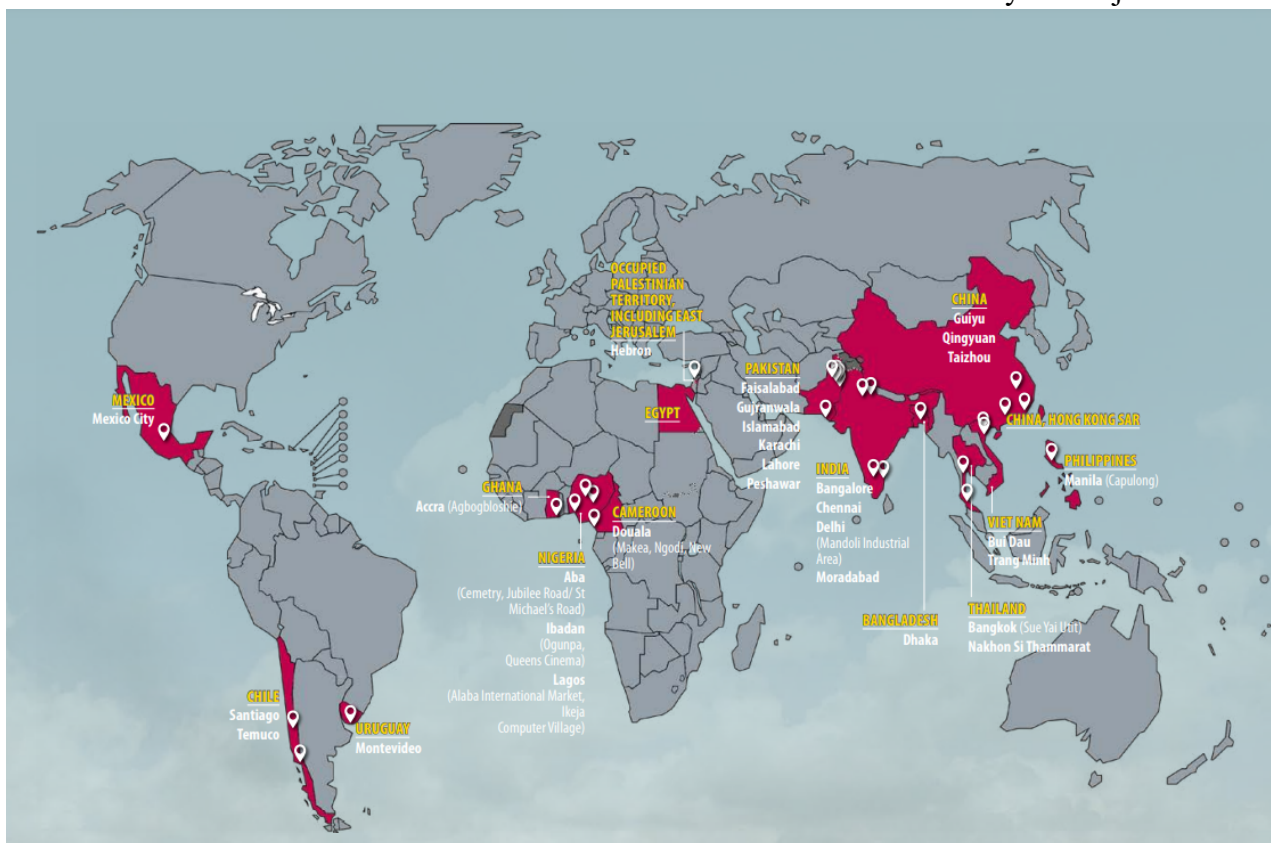 MEXICO
Mexico City
CHILE
Santiago
Temuco
URUGUAY
Montevideo
GHANA
Accra (Agbogbloshie)
NIGERIA
Aba
(Cemetry, Jubilee Road/ St
Michael's Road)
Ibadan
(Ogunpa,
Queens Cinema)
Lagos
(Alaba International Market,
Ikeja
Computer Village)
CAMEROON
Douala
(Makea, Ngodi, New
Bell)
OCCUPIED
PALESTINIAN
TERRITORY,
INCLUDING EAST
JERUSALEM
Hebron
EGYPT
PAKISTAN
Faisalabad
Gujranwala
Islamabad
Karachi
Lahore
Peshawar
INDIA
Bangalore
Chennai
Delhi
(Mandoli Industrial
Area)
Moradabad
BANGLADESH
Dhaka
CHINA
Guiyu
Qingyuan
Taizhou
CHINA, HONG KONG SAR
PHILIPPINES
Manila (Capulong)
VIET NAM
Bui Dau
Trang Minh
THAILAND
Bangkok (Sue Yai Utit)
Nakhon Si Thammarat